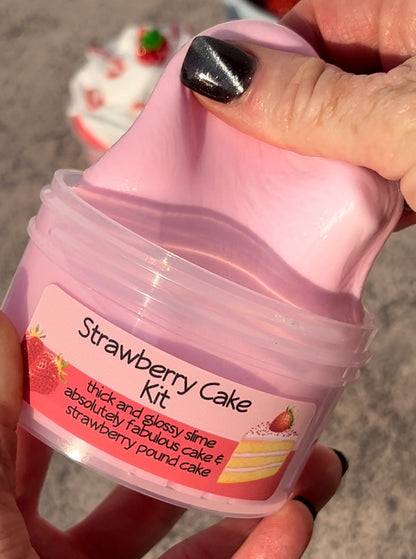 Strawberry Cake
Kit
thick and glossy slime
absolutely fabulous cake &
strawberry pound cake